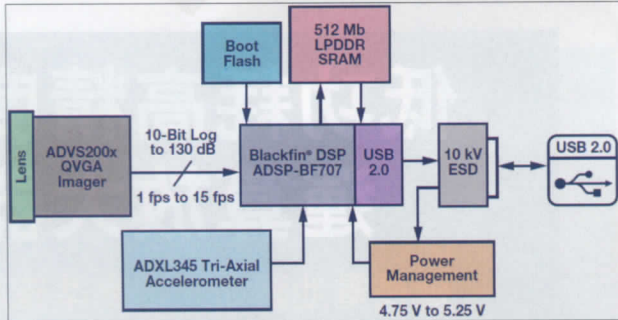 Boot
Flash
512 Mb
LPDDR
SRAM
Lens
ADVS200x
QVGA
Imager
10-Bit Log
to 130 dB
1 fps to 15 fps
Blackfin® DSP
ADSP-BF707
USB
2.0
10 kV
ESD
USB 2.0
ADXL345 Tri-Axial
Accelerometer
Power
Management
4.75 V to 5.25 V